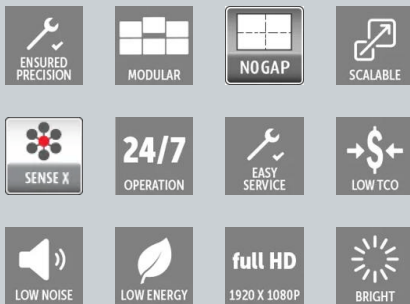 ENSURED
PRECISION
MODULAR
NO GAP
SCALABLE
SENSE X
24/7
OPERATION
EASY
SERVICE
→$←
LOW TCO
LOW NOISE
LOW ENERGY
full HD
1920 X 1080P
BRIGHT